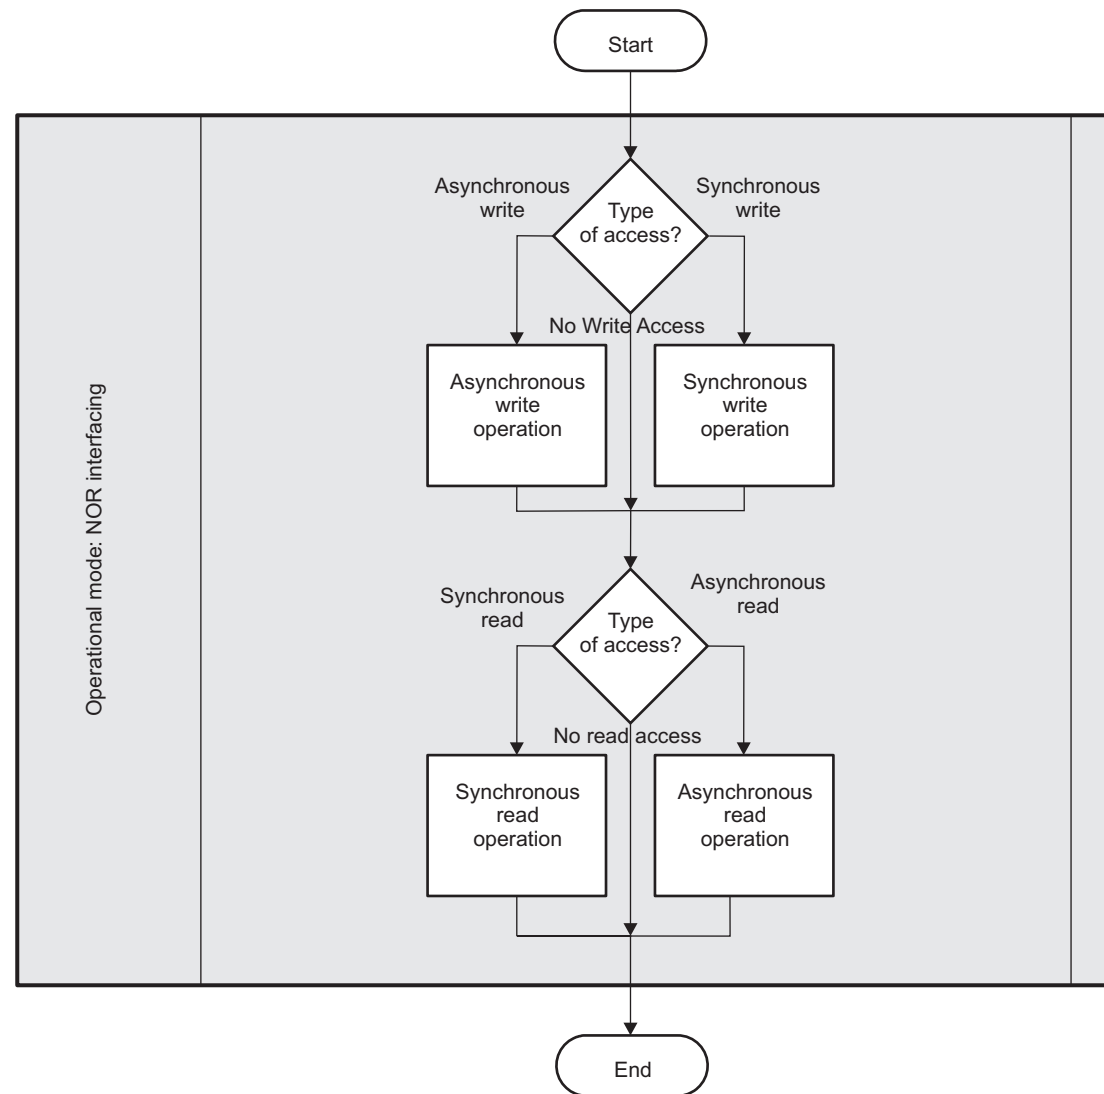 Start
Asynchronous
write
Synchronous
write
Type
of access?
No Write Access
Asynchronous
write
operation
Synchronous
write
operation
Operational mode: NOR interfacing
Synchronous
read
Asynchronous
read
Type
of access?
No read access
Synchronous
read
operation
Asynchronous
read
operation
End